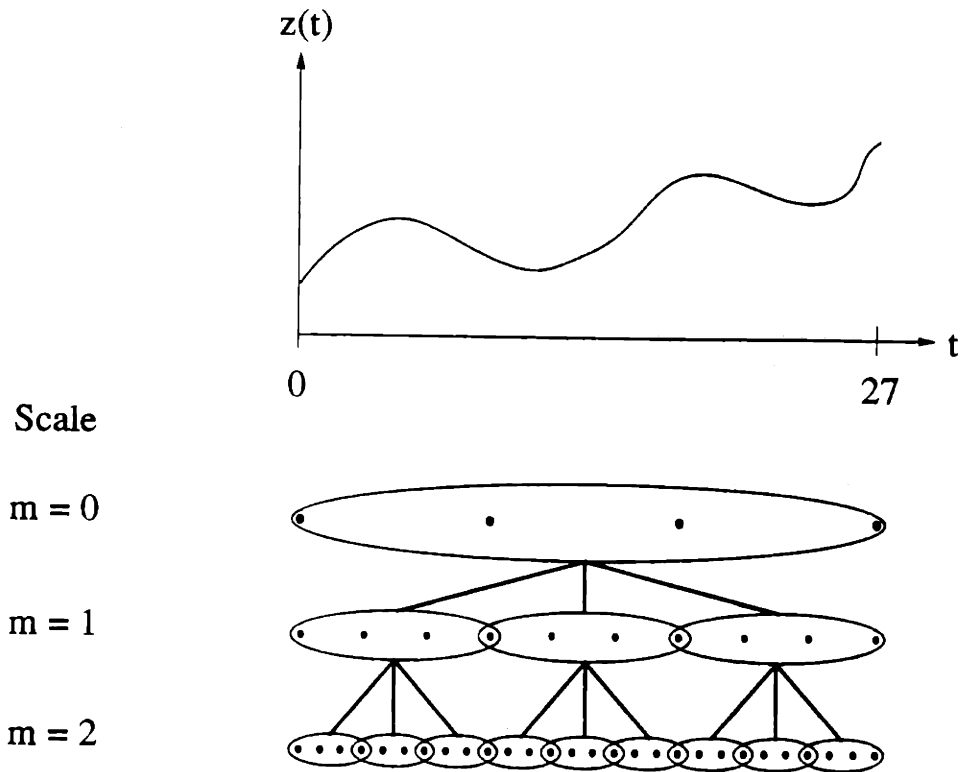 z(t)
t
0
27
Scale
m = 0
m = 1
m = 2